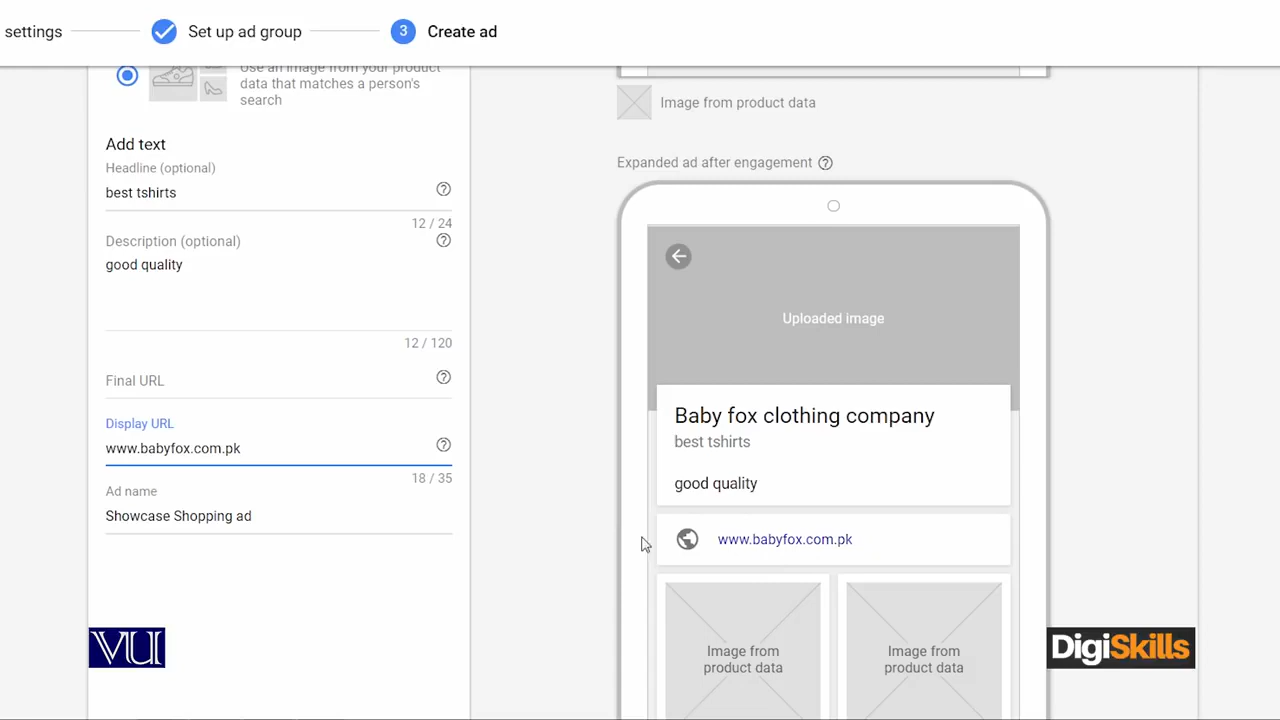 settings
Set up ad group
3
Create ad
Use an image from your product
data that matches a person's
search
Add text
Headline (optional)
best tshirts
12 / 24
Description (optional)
good quality
12 / 120
Final URL
Display URL
www.babyfox.com.pk
18 / 35
Ad name
Showcase Shopping ad
VU
Image from product data
Expanded ad after engagement
Uploaded image
Baby fox clothing company
best tshirts
good quality
www.babyfox.com.pk
Image from
product data
Image from
product data
DigiSkills